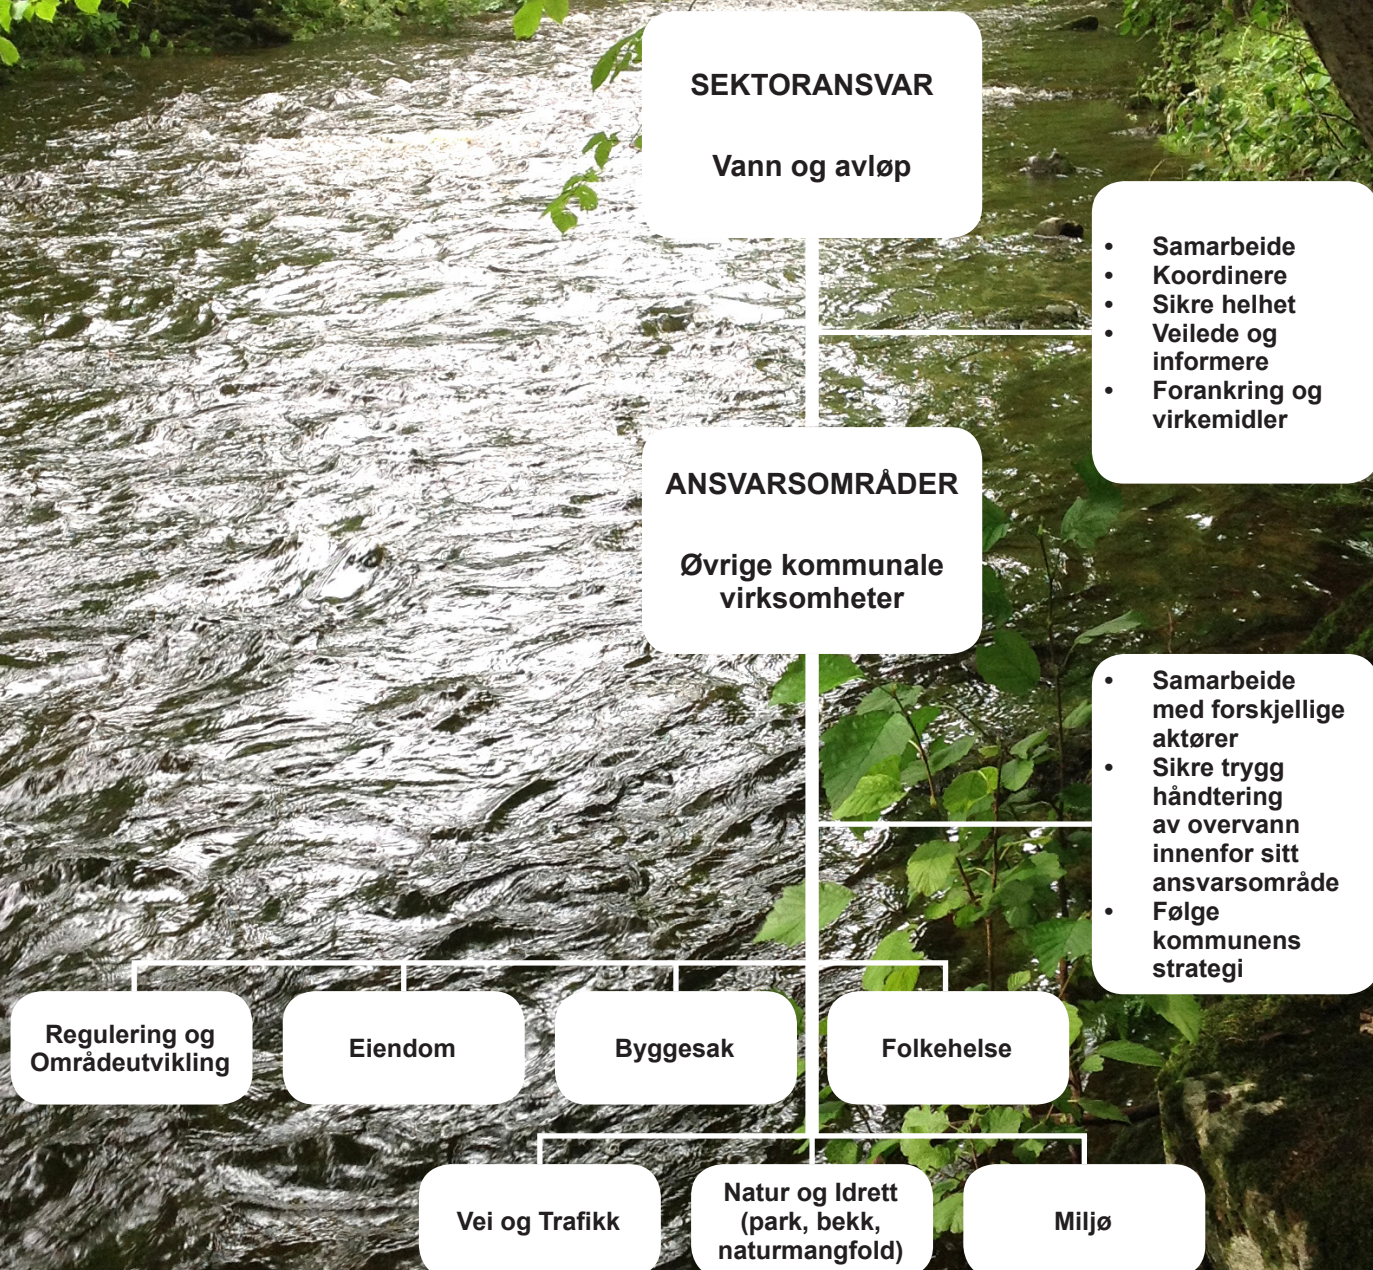 SEKTORANSVAR
Vann og avløp
• Samarbeide
• Koordinere
• Sikre helhet
• Veilede og
informere
• Forankring og
virkemidler
ANSVARSOMRÅDER
Øvrige kommunale
virksomheter
• Samarbeide
med forskjellige
aktører
• Sikre trygg
håndtering
av overvann
innenfor sitt
ansvarsområde
• Følge
kommunens
strategi
Regulering og
Områdeutvikling
Eiendom
Byggesak
Folkehelse
Vei og Trafikk
Natur og Idrett
(park, bekk,
naturmangfold)
Miljø